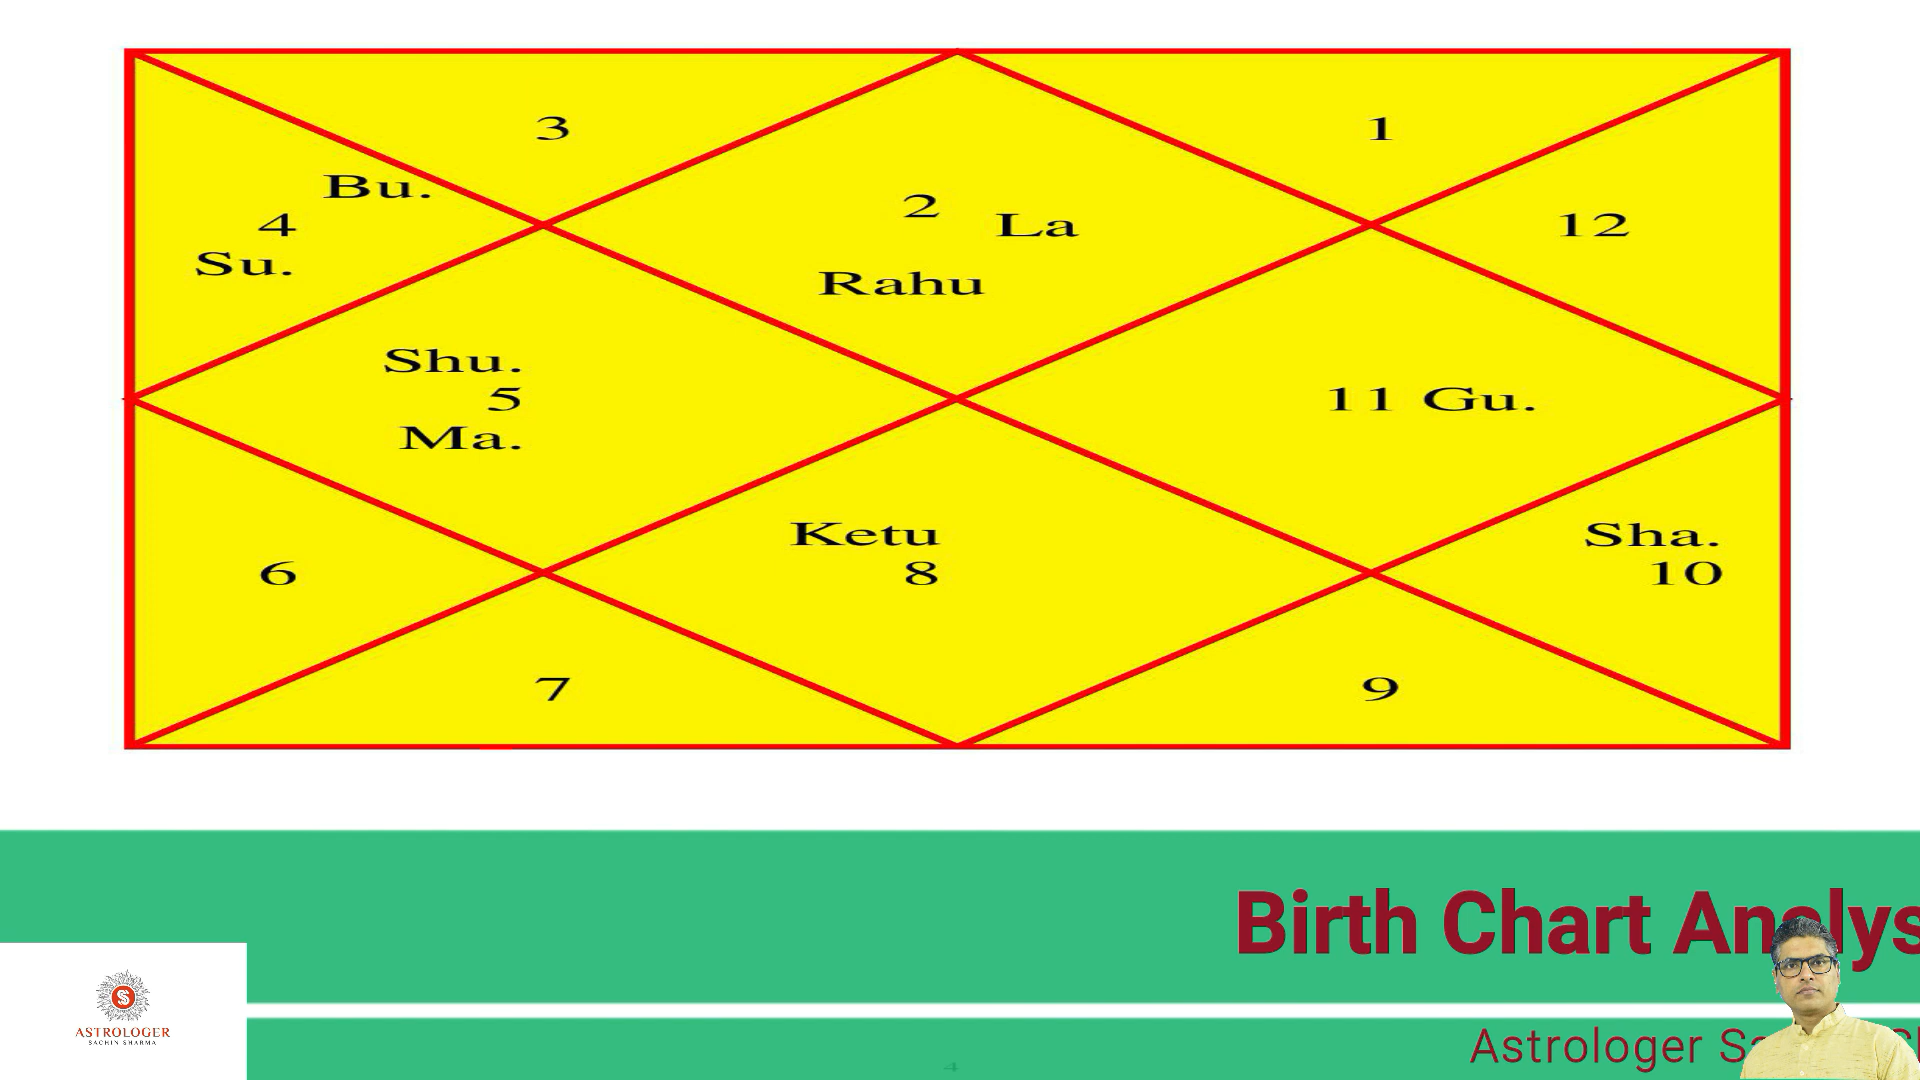 3
1
Bu.
2
4
La
12
Su.
Rahu
Shu.
5
11 Gu.
Ma.
Ketu
Sha.
6
8
10
7
9
Birth Chart Analys
ASTROLOGER
SACHIN SHARMA
Astrologer S
4